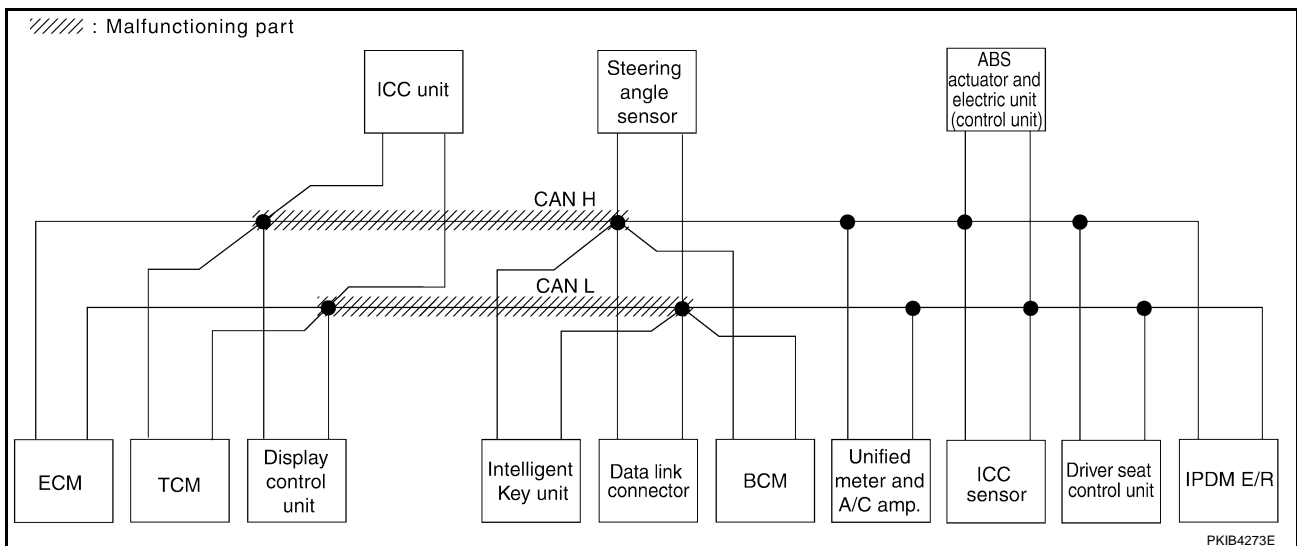 : Malfunctioning part
ICC unit
Steering
angle
sensor
ABS
actuator and
electric unit
(control unit)
CAN H
CAN L
ECM
TCM
Display
control
unit
Intelligent
Key unit
Data link
connector
BCM
Unified
meter and
A/C amp.
ICC
sensor
Driver seat
control unit
IPDM E/R
PKIB4273E